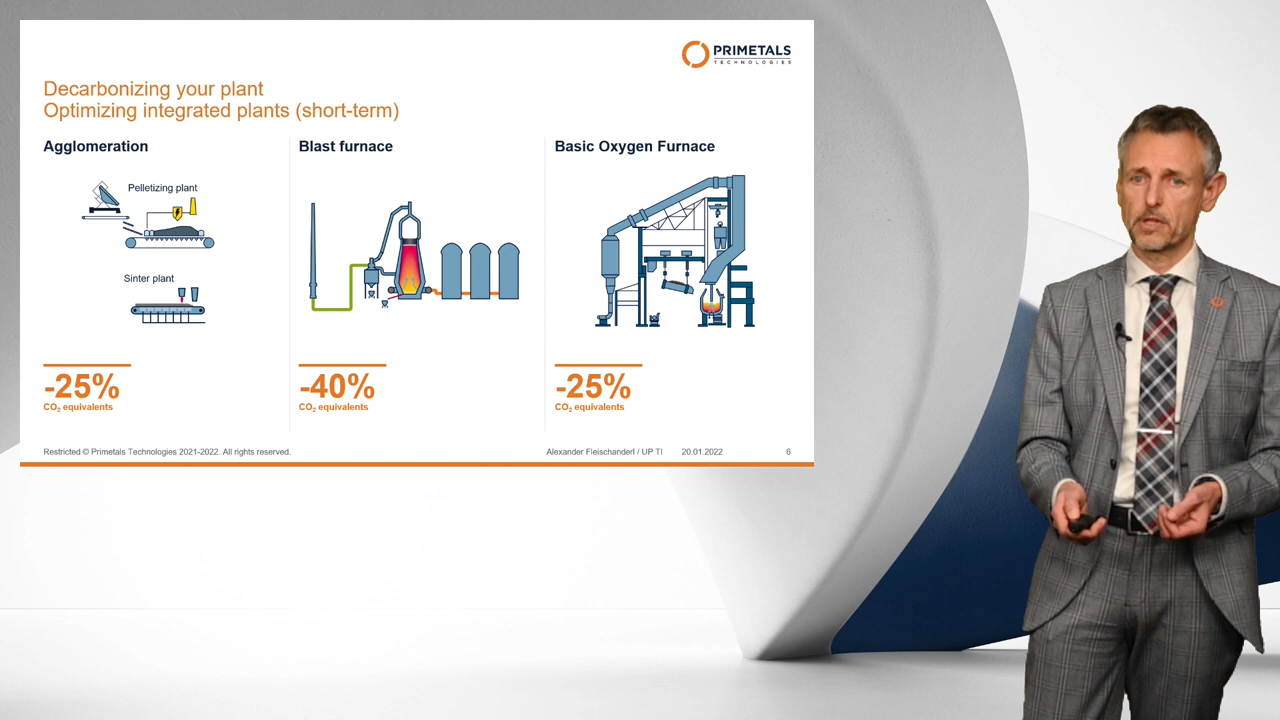 PRIMETALS
TECHNOLOGIES
Decarbonizing your plant
Optimizing integrated plants (short-term)
Agglomeration
Pelletizing plant
Sinter plant
-25%
CO₂ equivalents
Blast furnace
-40%
CO₂ equivalents
Basic Oxygen Furnace
-25%
CO₂ equivalents
Restricted © Primetals Technologies 2021-2022. All rights reserved.
Alexander Fleischanderl / UP TI
20.01.2022
6